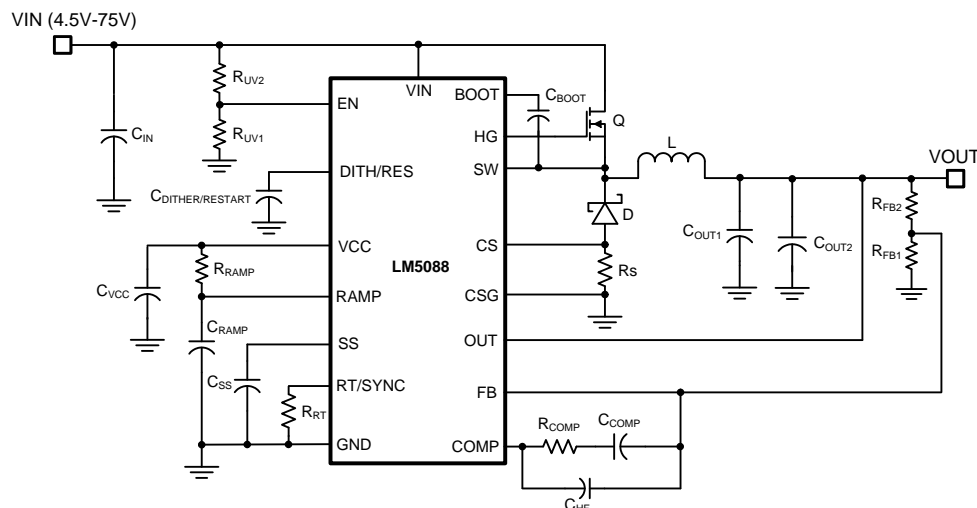 VIN (4.5V-75V)
RUV2
EN
RUV1
CIN
DITH/RES
CDITHER/RESTART
VCC
RRAMP
CVCC
RAMP
CRAMP
SS
CSS
RT/SYNC
RRT
GND
VIN
LM5088
BOOT
CBOOT
HG
Q
SW
L
VOUT
D
CS
Rs
CSG
COUT1
COUT2
RFB2
RFB1
OUT
FB
COMP
RCOMP
CCOMP
CHF